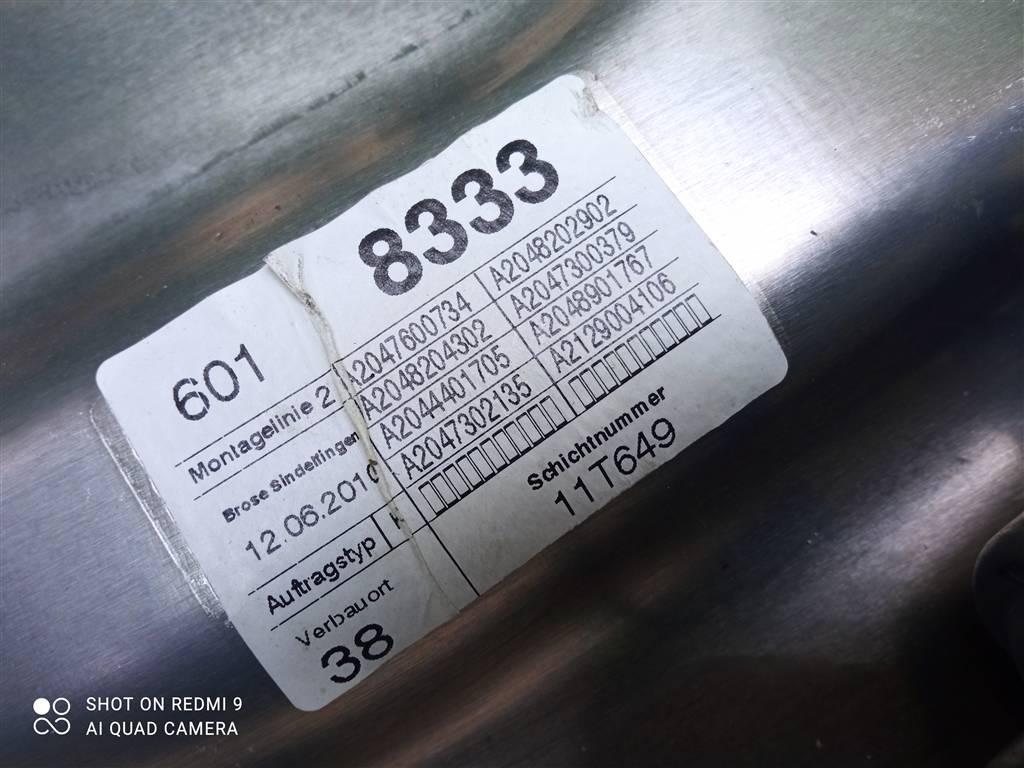 8333
601
Montagelinie 2
Brose Sindelfingen
12.06.2010
Auftragstyp
Verbauort
38
A2047600734 A2048202902
A2048204302 A2047300379
A2044401705 A2048901767
A2047302135 A2129004106
Schichtnummer
11T649
SHOT ON REDMI 9
AI QUAD CAMERA